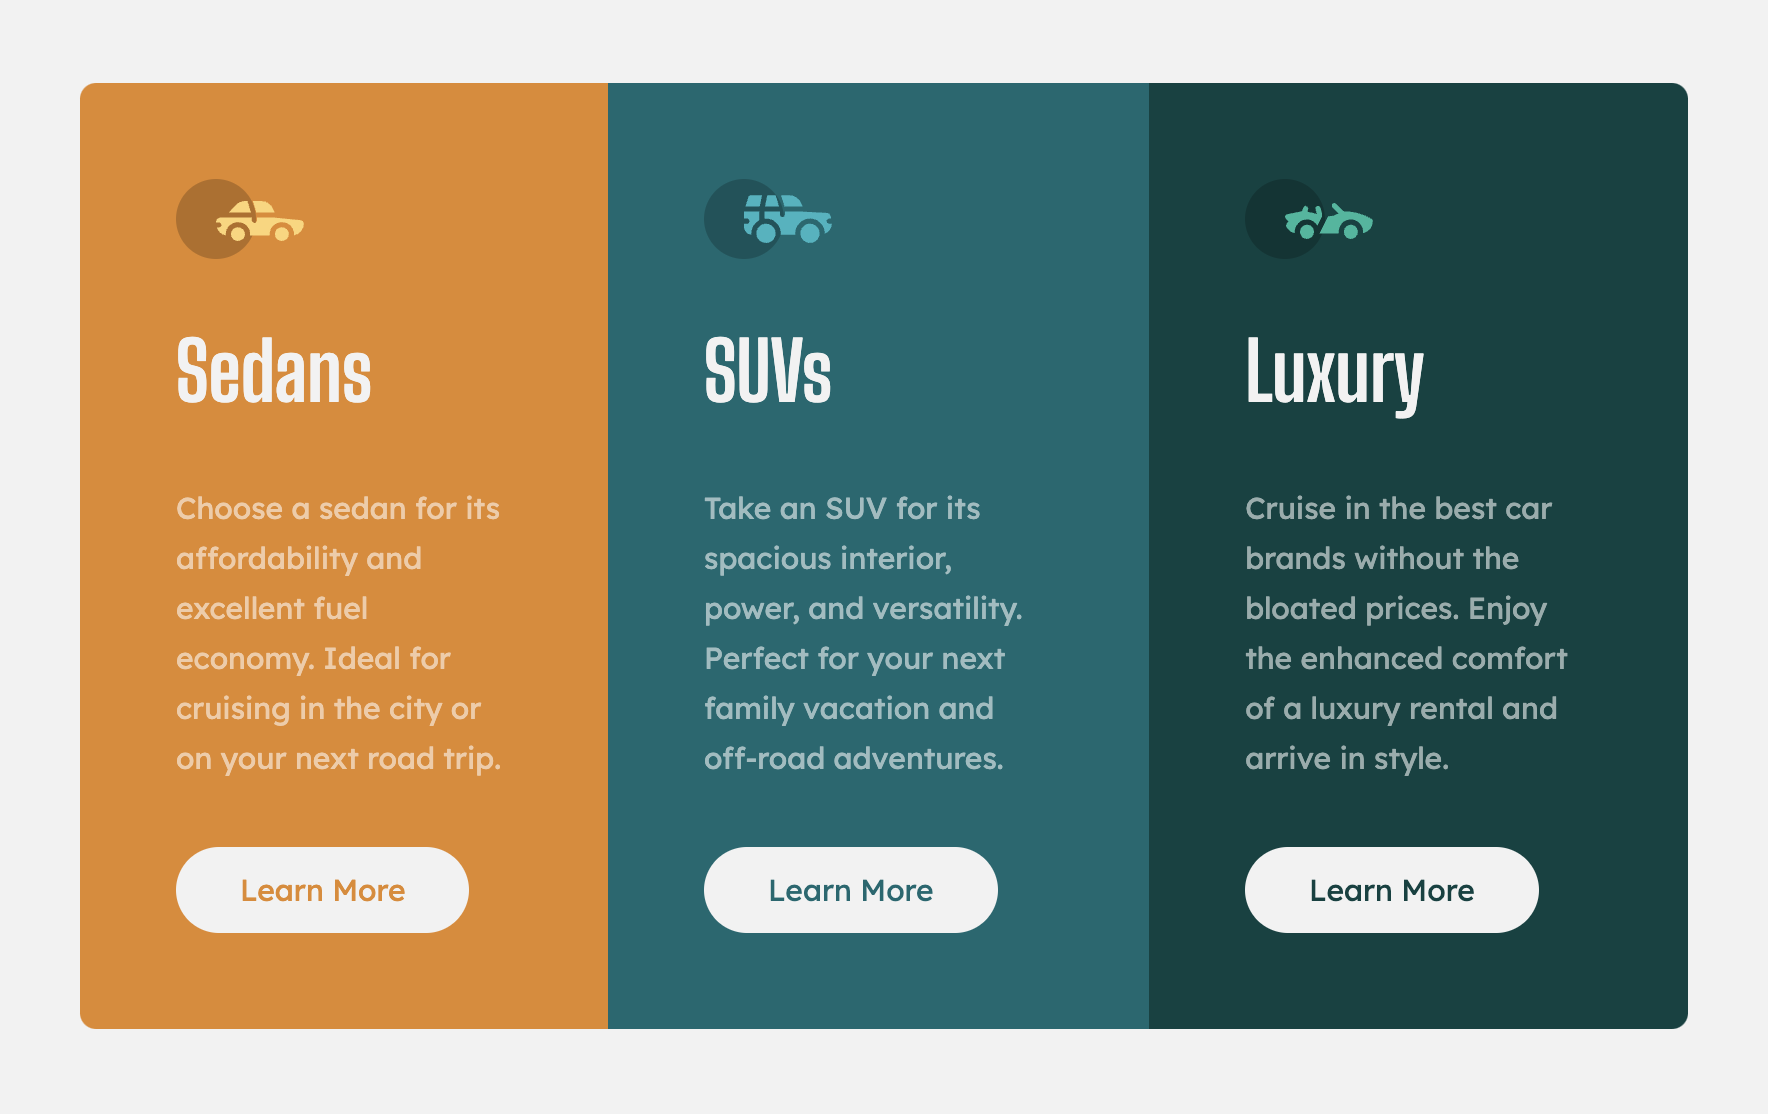 Sedans
Choose a sedan for its
affordability and
excellent fuel
economy. Ideal for
cruising in the city or
on your next road trip.
Learn More
SUVs
Take an SUV for its
spacious interior,
power, and versatility.
Perfect for your next
family vacation and
off-road adventures.
Learn More
Luxury
Cruise in the best car
brands without the
bloated prices. Enjoy
the enhanced comfort
of a luxury rental and
arrive in style.
Learn More